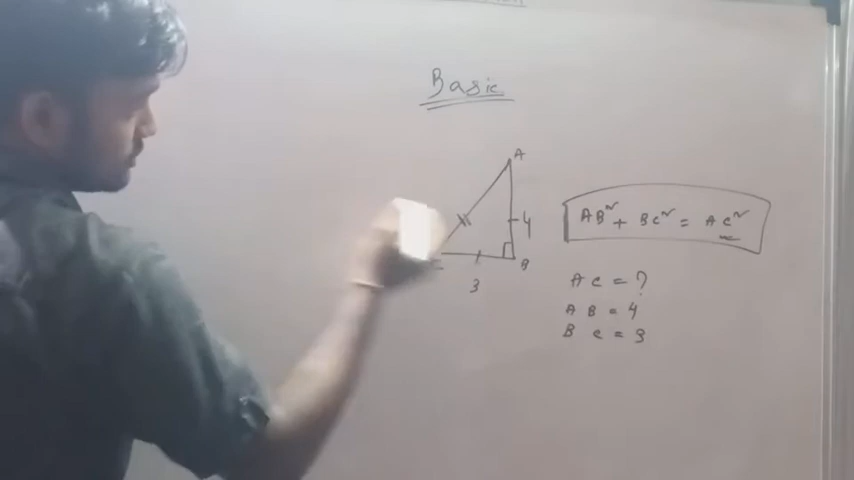 Basic
A
4
B
3
AB² + BC² = AC²
AC = ?
AB = 4
BC = 3